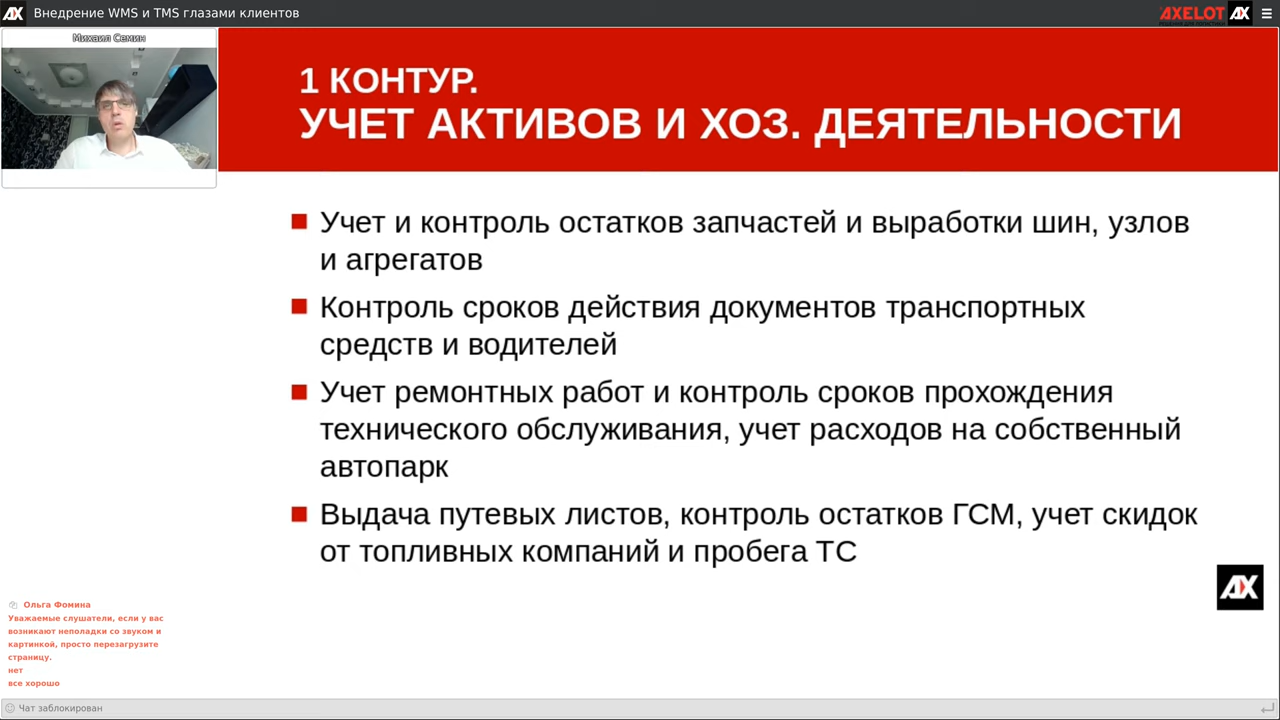 Внедрение WMS и TMS глазами клиентов
AXELOT
Михаил Семин
1 КОНТУР.
УЧЕТ АКТИВОВ И ХОЗ. ДЕЯТЕЛЬНОСТИ
Учет и контроль остатков запчастей и выработки шин, узлов
и агрегатов
Контроль сроков действия документов транспортных
средств и водителей
Учет ремонтных работ и контроль сроков прохождения
технического обслуживания, учет расходов на собственный
автопарк
Выдача путевых листов, контроль остатков ГСМ, учет скидок
от топливных компаний и пробега ТС
Ольга Фомина
Уважаемые слушатели, если у вас
возникают неполадки со звуком и
картинкой, просто перезагрузите
страницу.
нет
все хорошо
Чат заблокирован